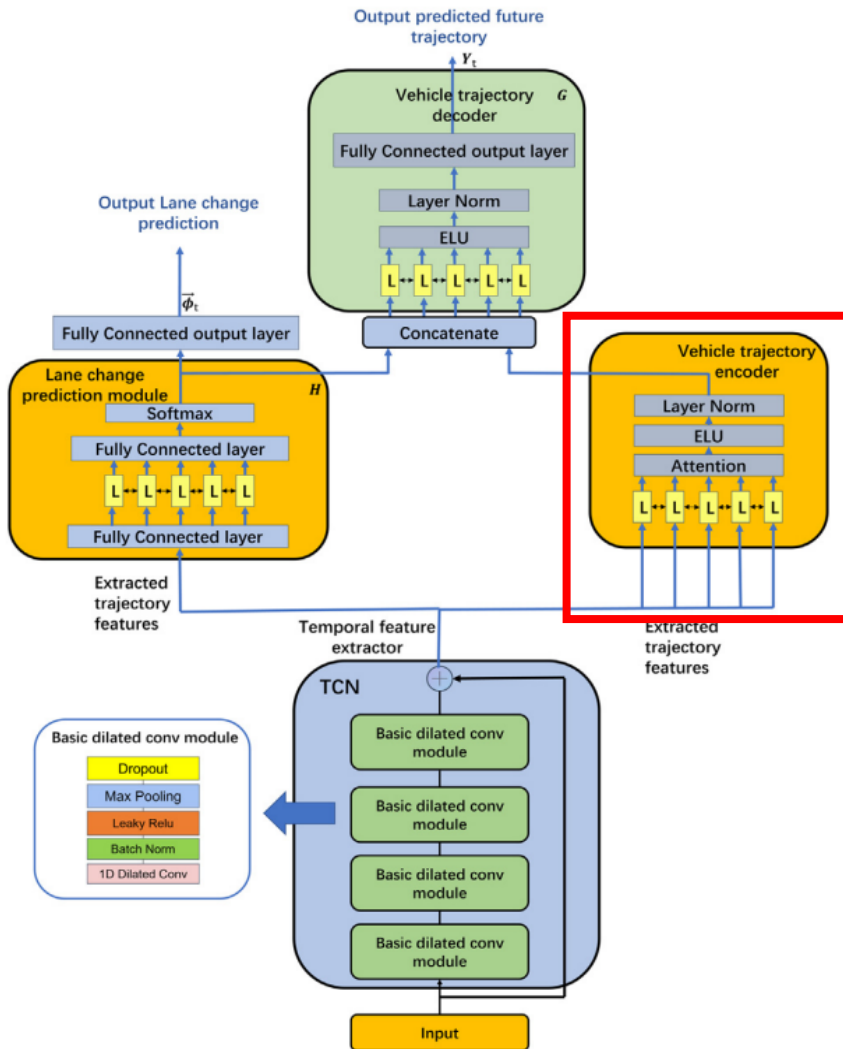 Output predicted future
trajectory
Yt
Vehicle trajectory
decoder
G
Fully Connected output layer
Layer Norm
ELU
L L L L L
Concatenate
Output Lane change
prediction
ϕ⃗t
Fully Connected output layer
Lane change
prediction module
H
Softmax
Fully Connected layer
L L L L L
Fully Connected layer
Extracted
trajectory
features
Vehicle trajectory
encoder
Layer Norm
ELU
Attention
L L L L L
Extracted
trajectory
features
Temporal feature
extractor
TCN
Basic dilated conv
module
Basic dilated conv
module
Basic dilated conv
module
Basic dilated conv
module
Input
Basic dilated conv module
Dropout
Max Pooling
Leaky Relu
Batch Norm
1D Dilated Conv